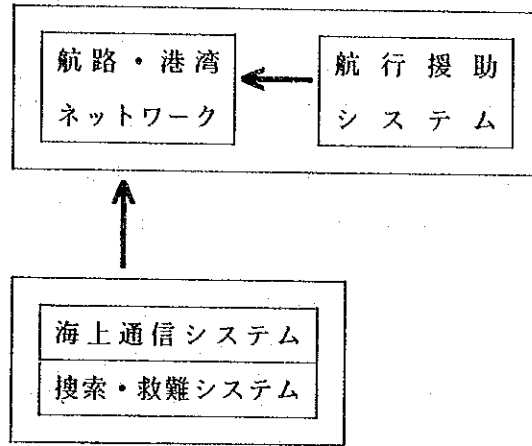 航路・港湾
ネットワーク
航行援助
システム
海上通信システム
捜索・救難システム